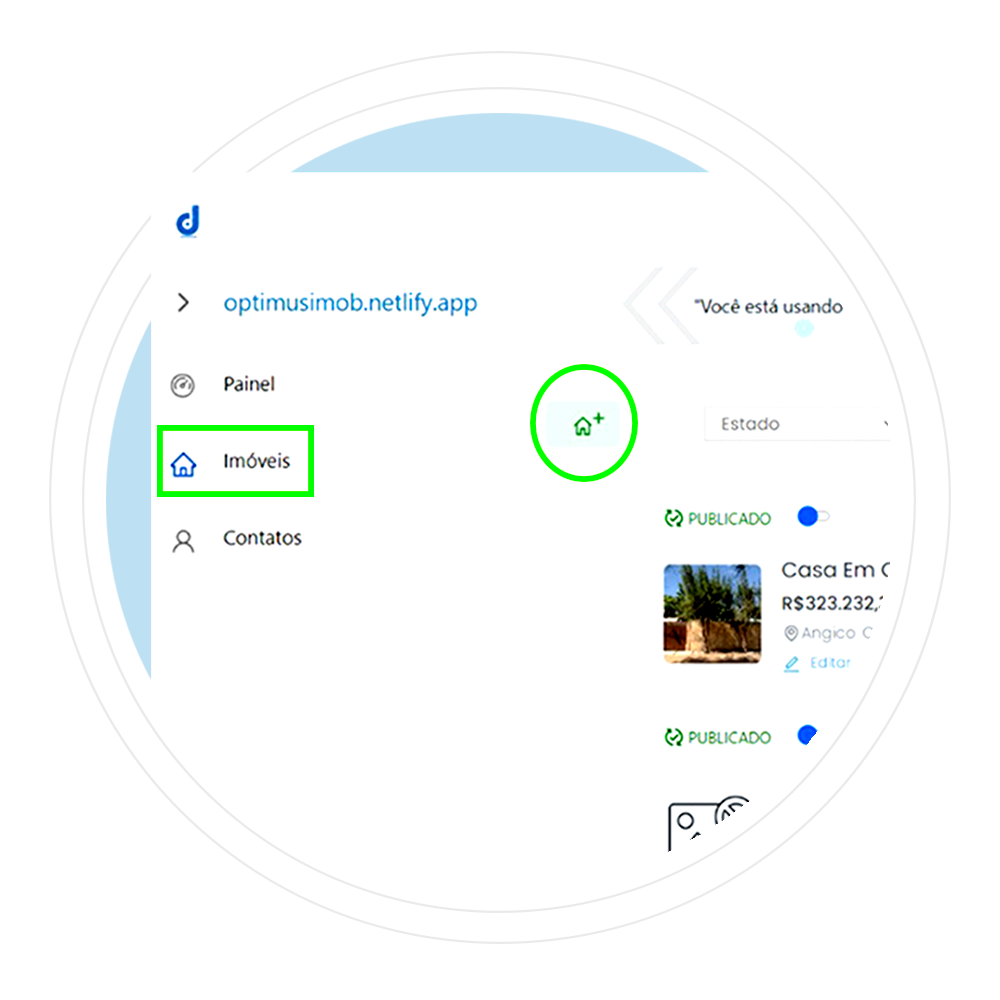 optimusimob.netlify.app
"Você está usando
Painel
Estado
Imóveis
PUBLICADO
Contatos
Casa Em
R$323.232,
Angico
Editar
PUBLICADO